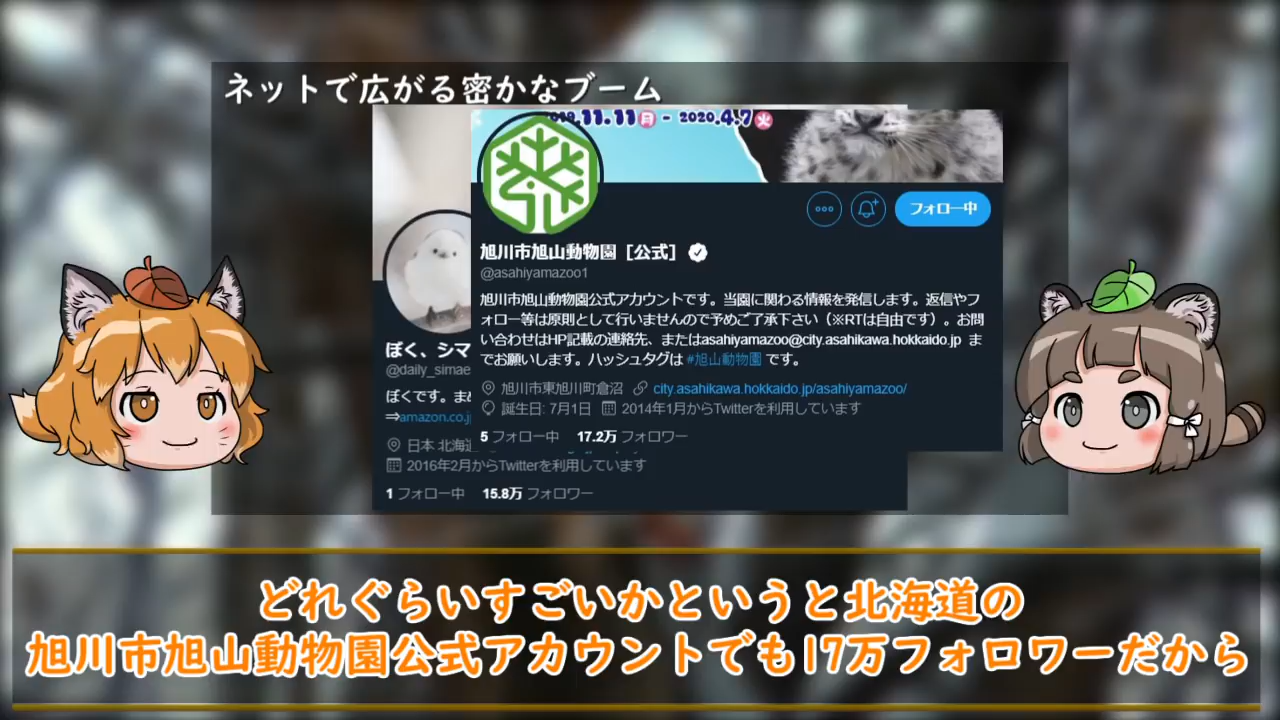 ネットで広がる密かなブーム
2019.11.11月 - 2020.4.7火
フォロー中
旭川市旭山動物園［公式］
@asahiyamazoo1
旭川市旭山動物園公式アカウントです。当園に関わる情報を発信します。返信やフ
ォロー等は原則として行いませんので予めご了承下さい（※RTは自由です）。お問
い合わせはHP記載の連絡先、またはasahiyamazoo@city.asahikawa.hokkaido.jp ま
でお願いします。ハッシュタグは #旭山動物園 です。
旭川市東旭川町倉沼 city.asahikawa.hokkaido.jp/asahiyamazoo/
誕生日: 7月1日 2014年1月からTwitterを利用しています
5 フォロー中 17.2万 フォロワー
ぼく、シマ
@daily_simae
ぼくです。まめ
⇒amazon.co.j
日本 北海道
2016年2月からTwitterを利用しています
1 フォロー中 15.8万 フォロワー
どれぐらいすごいかというと北海道の
旭川市旭山動物園公式アカウントでも17万フォロワーだから